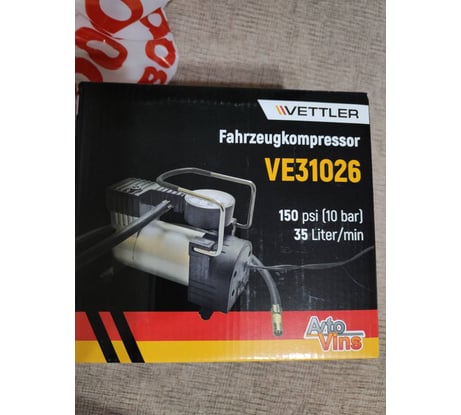 VETTLER
Fahrzeugkompressor
VE31026
150 psi (10 bar)
35 Liter/min
Avto
Vins